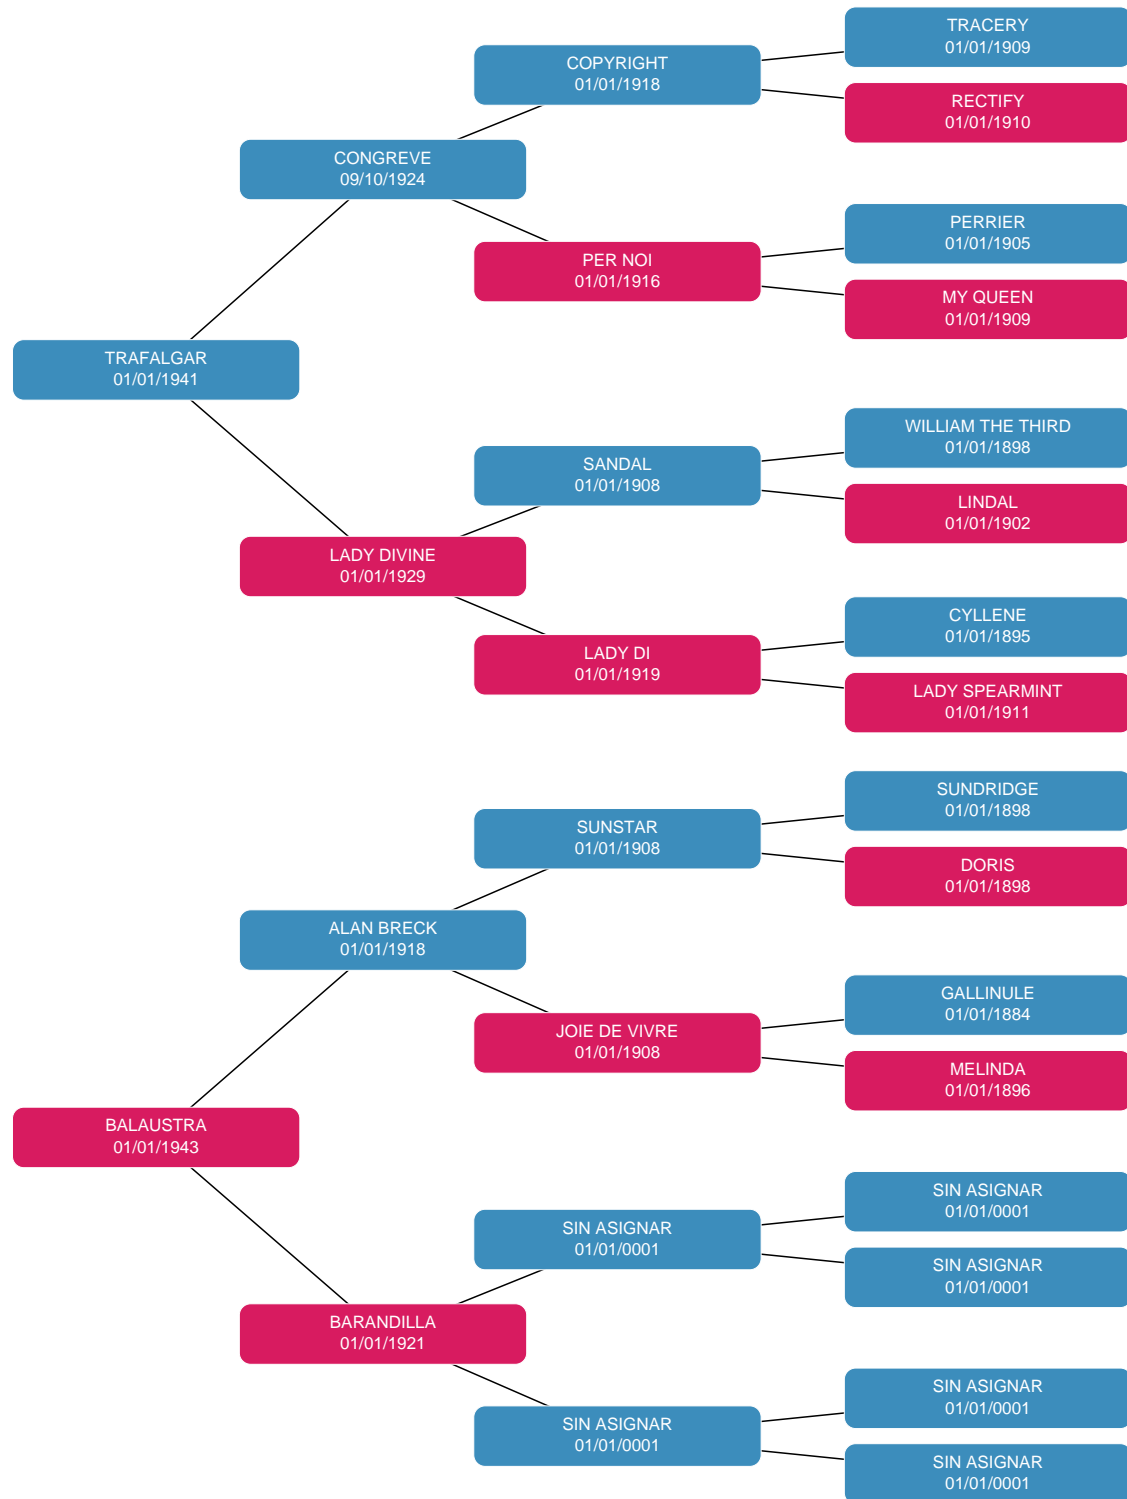 TRACERY
01/01/1909
COPYRIGHT
01/01/1918
RECTIFY
01/01/1910
CONGREVE
09/10/1924
PERRIER
01/01/1905
PER NOI
01/01/1916
MY QUEEN
01/01/1909
TRAFALGAR
01/01/1941
WILLIAM THE THIRD
01/01/1898
SANDAL
01/01/1908
LINDAL
01/01/1902
LADY DIVINE
01/01/1929
CYLLENE
01/01/1895
LADY DI
01/01/1919
LADY SPEARMINT
01/01/1911
SUNDRIDGE
01/01/1898
SUNSTAR
01/01/1908
DORIS
01/01/1898
ALAN BRECK
01/01/1918
GALLINULE
01/01/1884
JOIE DE VIVRE
01/01/1908
MELINDA
01/01/1896
BALAUSTRA
01/01/1943
SIN ASIGNAR
01/01/0001
SIN ASIGNAR
01/01/0001
SIN ASIGNAR
01/01/0001
BARANDILLA
01/01/1921
SIN ASIGNAR
01/01/0001
SIN ASIGNAR
01/01/0001
SIN ASIGNAR
01/01/0001